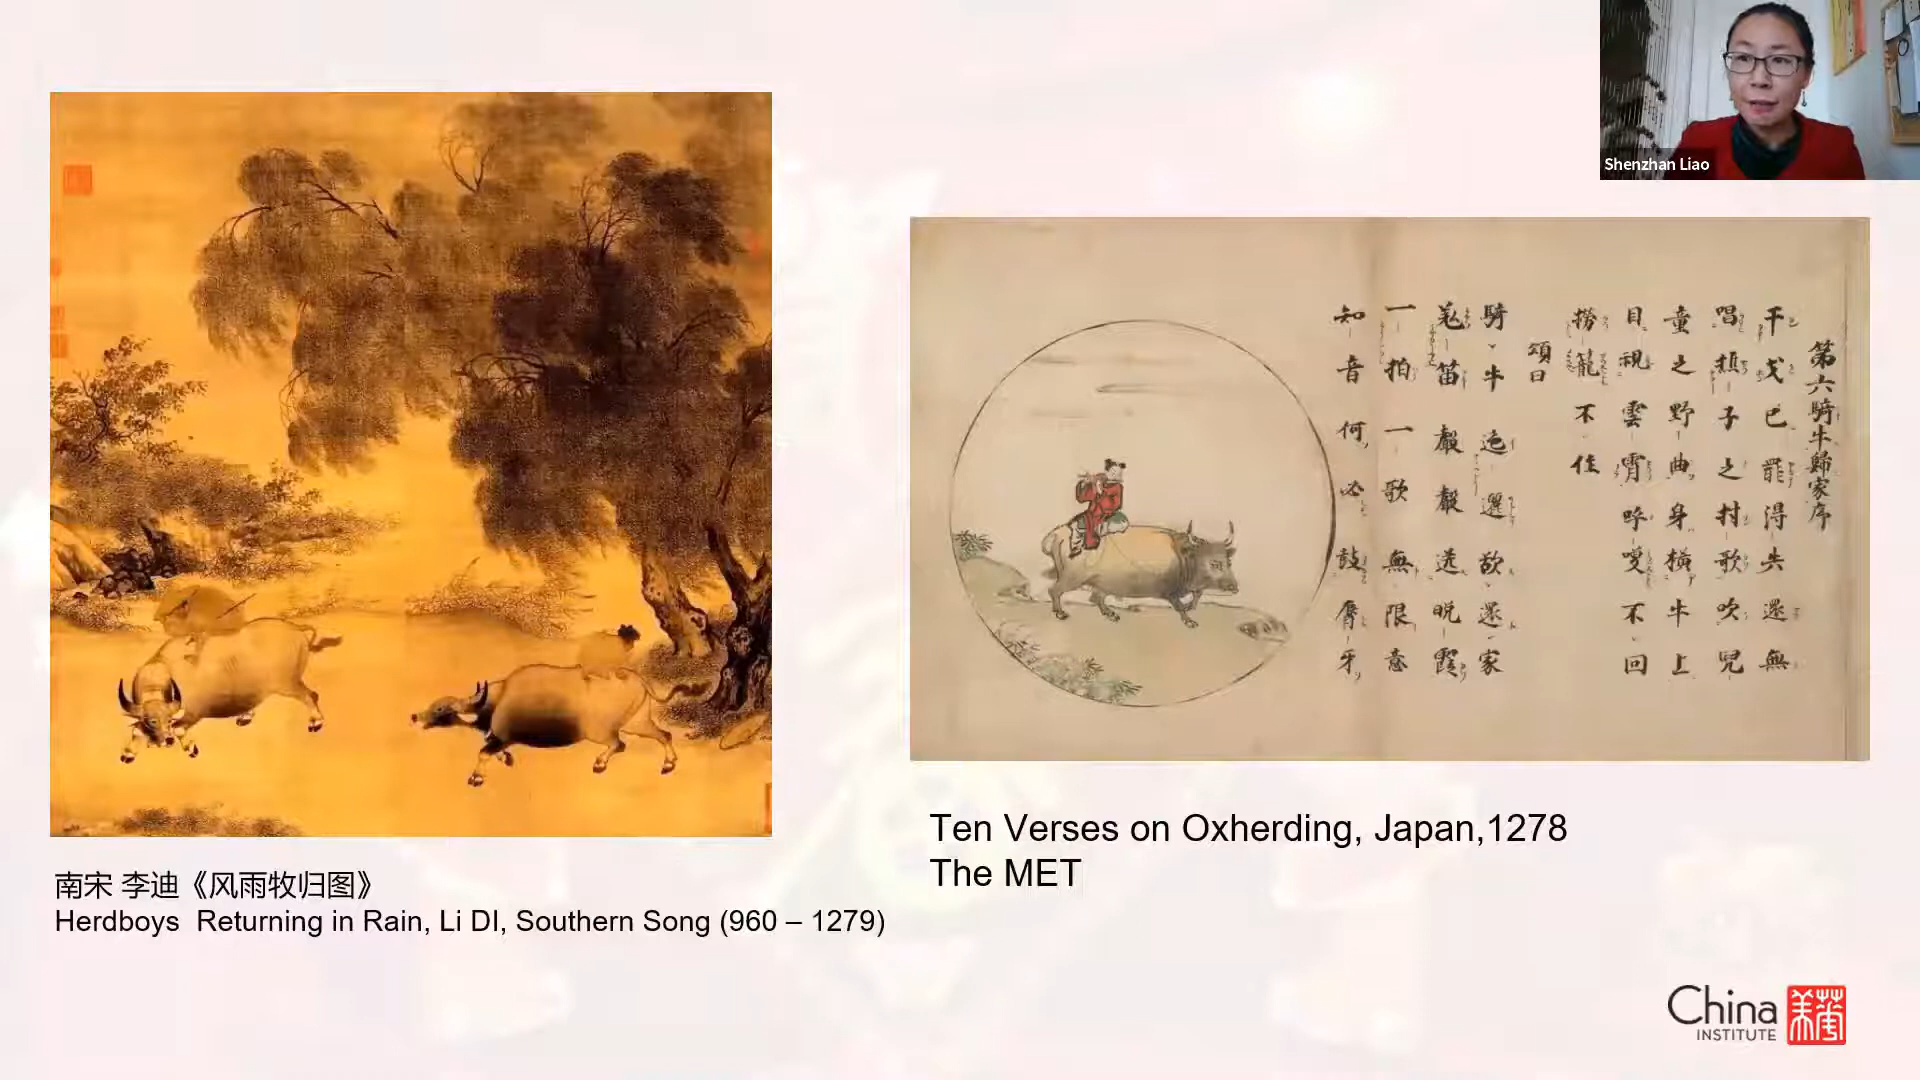 Shenzhan Liao
第六騎牛歸家序
干戈已罷得失還無
唱樵子之村歌吹兒
童之野曲身橫牛上
目視雲霄呼喚不回
撈籠不住
頌曰
騎牛迤邐欲還家
羌笛聲聲送晚霞
一拍一歌無限意
知音何必鼓唇牙
南宋 李迪《风雨牧归图》
Herdboys  Returning in Rain, Li DI, Southern Song (960 – 1279)
Ten Verses on Oxherding, Japan,1278
The MET
China
INSTITUTE